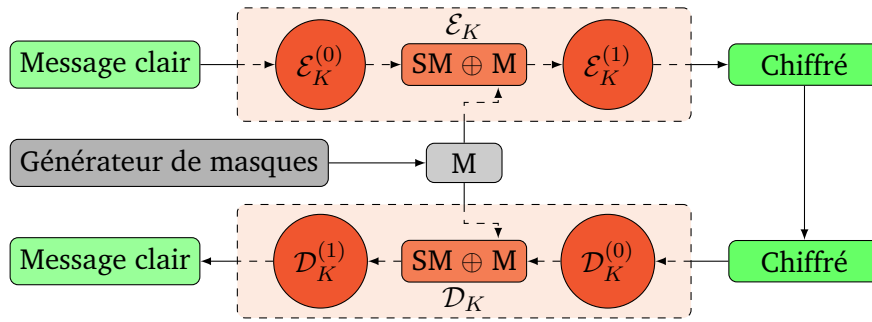 ℰ_K
Message clair
ℰ_K^(0)
SM ⊕ M
ℰ_K^(1)
Chiffré
Générateur de masques
M
Message clair
𝒟_K^(1)
SM ⊕ M
𝒟_K^(0)
Chiffré
𝒟_K